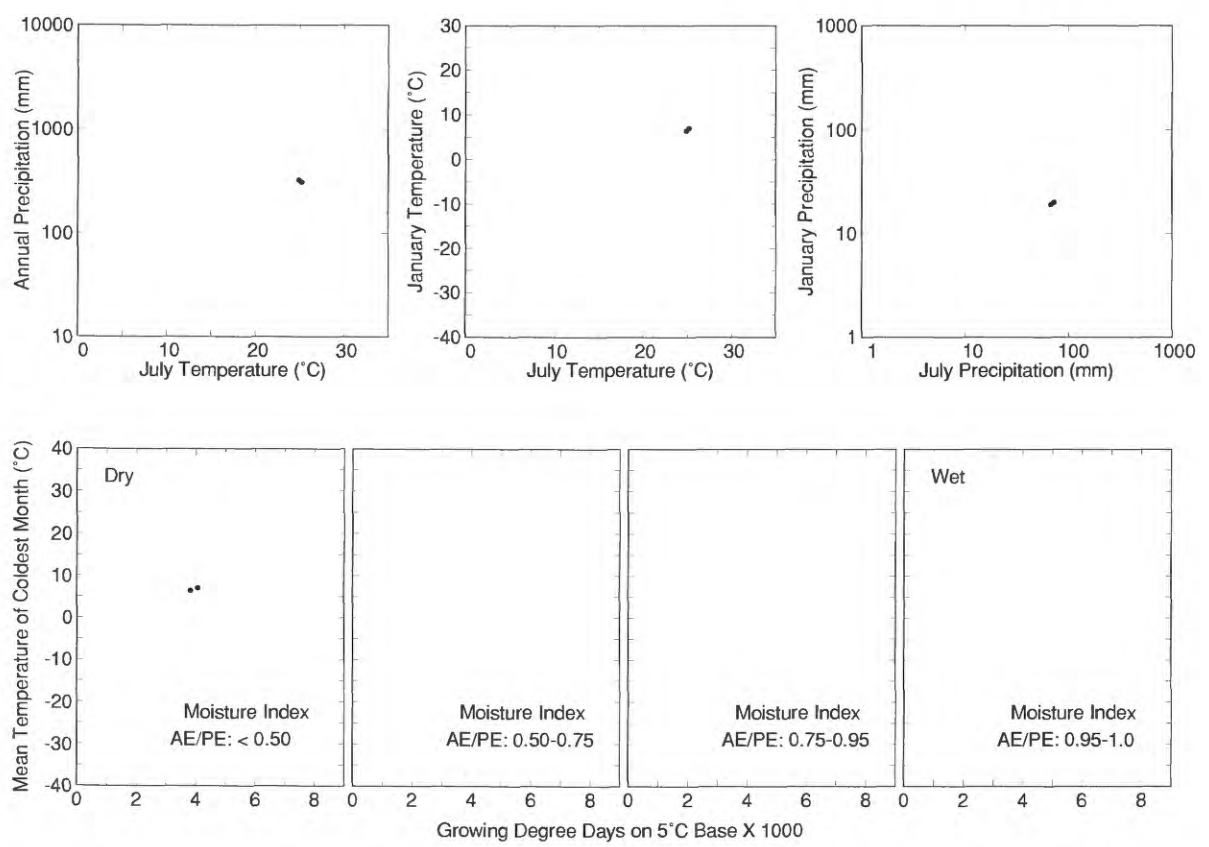 10000
1000
100
10
Annual Precipitation (mm)
0 10 20 30
July Temperature (˚C)
30
20
10
0
-10
-20
-30
-40
January Temperature (˚C)
0 10 20 30
July Temperature (˚C)
1000
100
10
1
January Precipitation (mm)
1 10 100 1000
July Precipitation (mm)
40
30
20
10
0
-10
-20
-30
-40
Mean Temperature of Coldest Month (˚C)
Dry
Moisture Index
AE/PE: < 0.50
0 2 4 6 8
Moisture Index
AE/PE: 0.50-0.75
0 2 4 6 8
Moisture Index
AE/PE: 0.75-0.95
0 2 4 6 8
Wet
Moisture Index
AE/PE: 0.95-1.0
0 2 4 6 8
Growing Degree Days on 5˚C Base X 1000